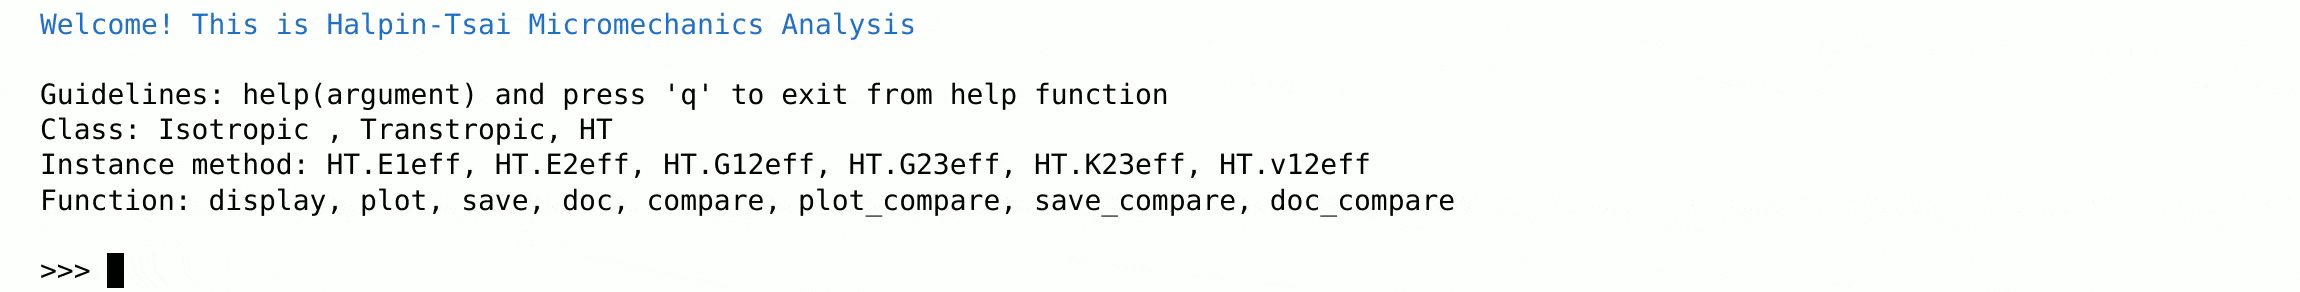 Welcome! This is Halpin-Tsai Micromechanics Analysis
Guidelines: help(argument) and press 'q' to exit from help function
Class: Isotropic , Transtropic, HT
Instance method: HT.E1eff, HT.E2eff, HT.G12eff, HT.G23eff, HT.K23eff, HT.v12eff
Function: display, plot, save, doc, compare, plot_compare, save_compare, doc_compare
>>>